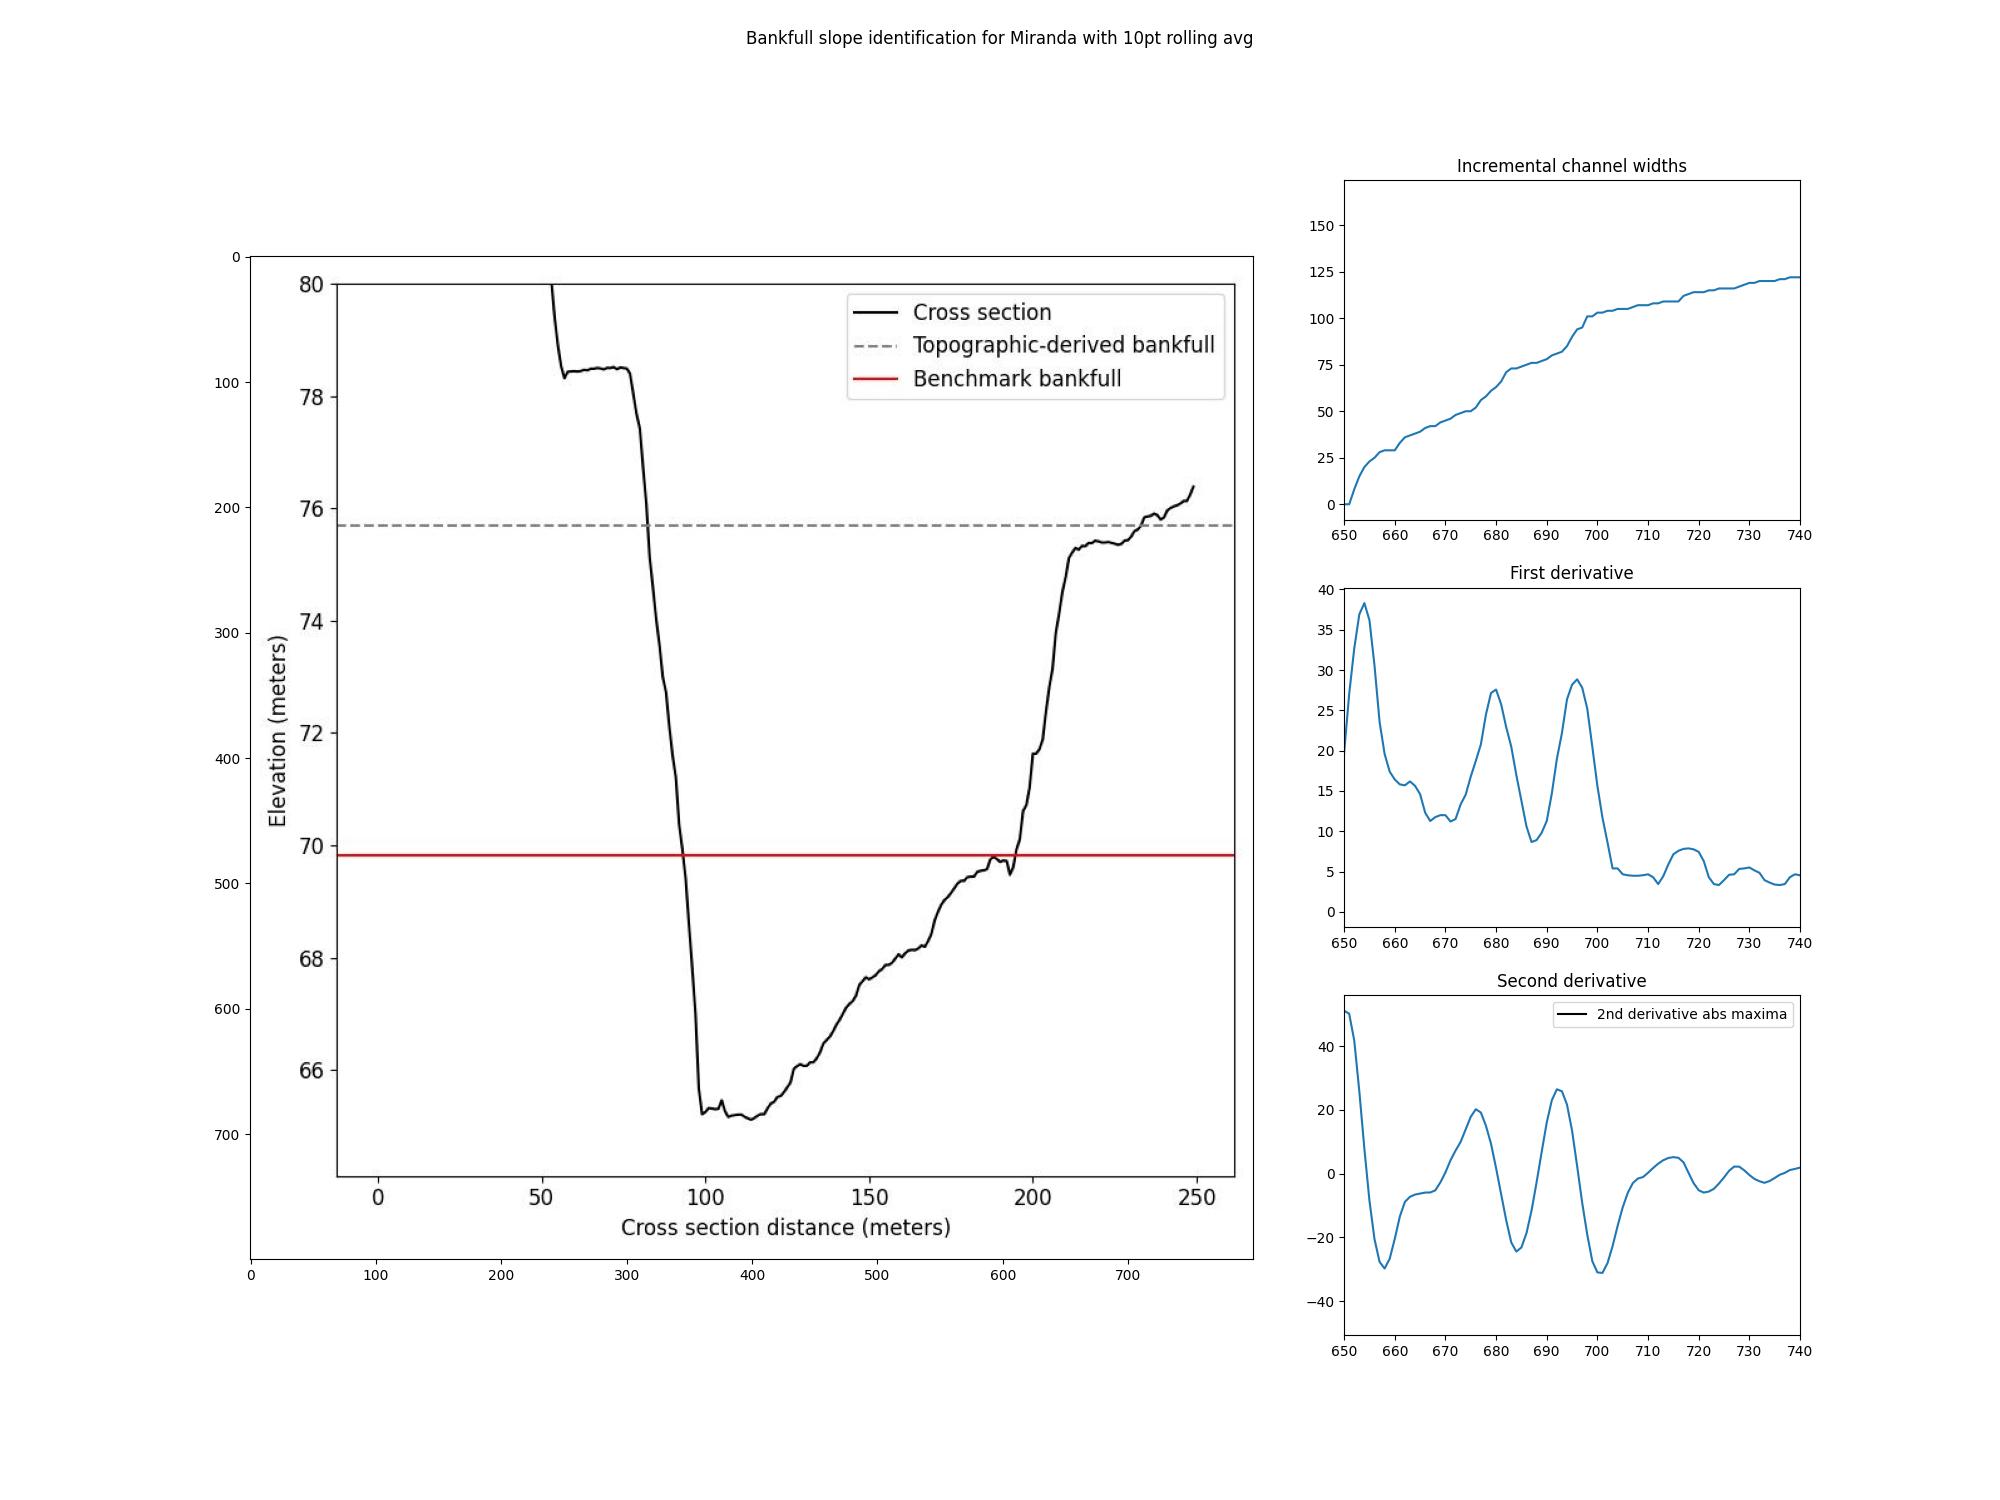 Bankfull slope identification for Miranda with 10pt rolling avg
0
100
200
300
400
500
600
700
0 100 200 300 400 500 600 700
Elevation (meters)
80
78
76
74
72
70
68
66
Cross section
Topographic-derived bankfull
Benchmark bankfull
0 50 100 150 200 250
Cross section distance (meters)
Incremental channel widths
150
125
100
75
50
25
0
650 660 670 680 690 700 710 720 730 740
First derivative
40
35
30
25
20
15
10
5
0
650 660 670 680 690 700 710 720 730 740
Second derivative
2nd derivative abs maxima
40
20
0
−20
−40
650 660 670 680 690 700 710 720 730 740